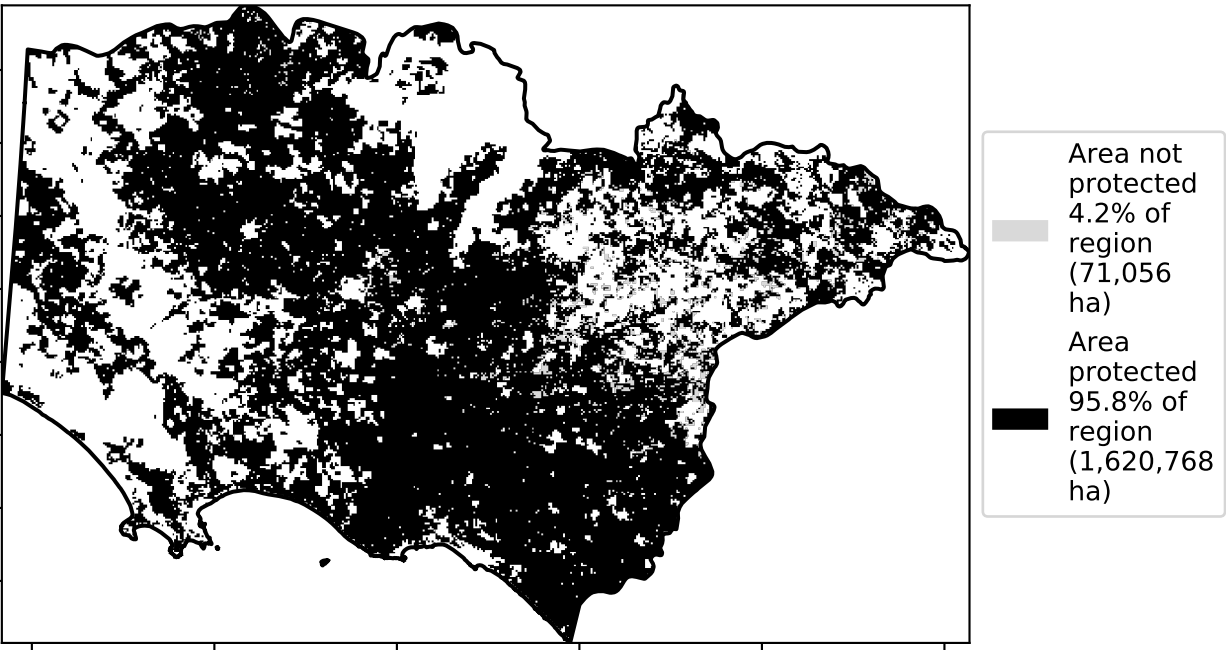 Area not
protected
4.2% of
region
(71,056
ha)
Area
protected
95.8% of
region
(1,620,768
ha)